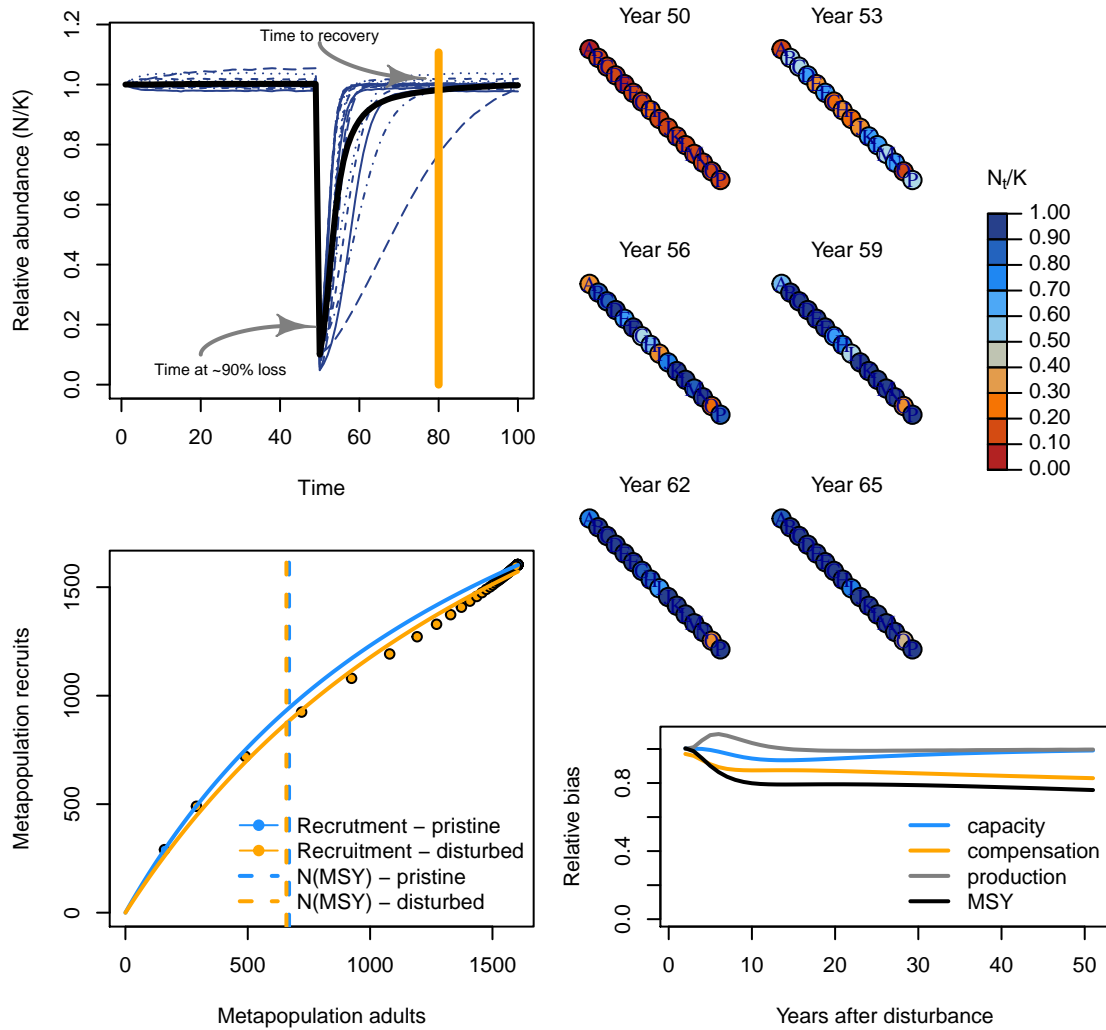 Relative abundance (N/K)
0.0 0.2 0.4 0.6 0.8 1.0 1.2
Time to recovery
Time at ~90% loss
0 20 40 60 80 100
Time
Year 50
Year 53
Year 56
Year 59
Year 62
Year 65
Nt/K
1.00
0.90
0.80
0.70
0.60
0.50
0.40
0.30
0.20
0.10
0.00
Metapopulation recruits
0 500 1000 1500
Recrutment − pristine
Recruitment − disturbed
N(MSY) − pristine
N(MSY) − disturbed
0 500 1000 1500
Metapopulation adults
Relative bias
0.0 0.4 0.8
capacity
compensation
production
MSY
0 10 20 30 40 50
Years after disturbance